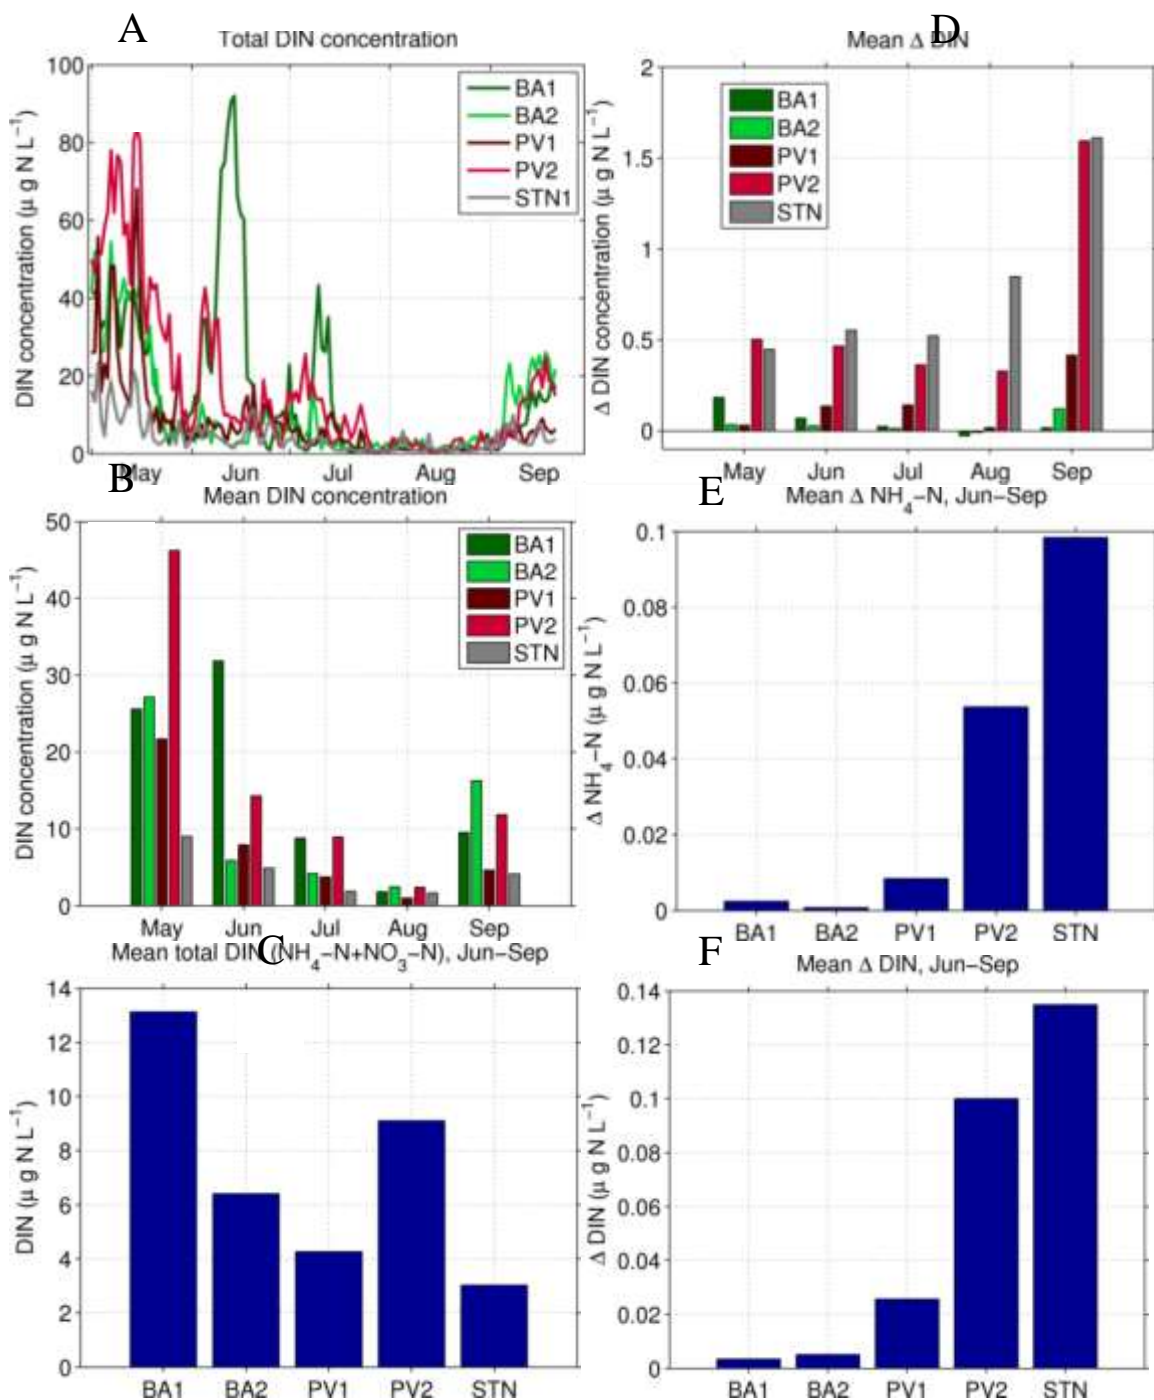 A
Total DIN concentration
DIN concentration (μ g N L⁻¹)
100
80
60
40
20
0
BA1
BA2
PV1
PV2
STN1
May
Jun
Jul
Aug
Sep
B
Mean DIN concentration
DIN concentration (μ g N L⁻¹)
50
40
30
20
10
0
BA1
BA2
PV1
PV2
STN
May
Jun
Jul
Aug
Sep
C
Mean total DIN (NH₄−N+NO₃−N), Jun−Sep
DIN (μ g N L⁻¹)
14
12
10
8
6
4
2
0
BA1
BA2
PV1
PV2
STN
D
Mean Δ DIN
Δ DIN concentration (μ g N L⁻¹)
2
1.5
1
0.5
0
BA1
BA2
PV1
PV2
STN
May
Jun
Jul
Aug
Sep
E
Mean Δ NH₄−N, Jun−Sep
Δ NH₄−N (μ g N L⁻¹)
0.1
0.08
0.06
0.04
0.02
0
BA1
BA2
PV1
PV2
STN
F
Mean Δ DIN, Jun−Sep
Δ DIN (μ g N L⁻¹)
0.14
0.12
0.1
0.08
0.06
0.04
0.02
0
BA1
BA2
PV1
PV2
STN